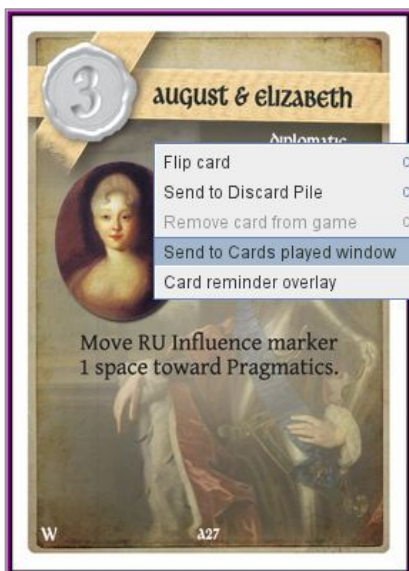 3
august & elizabeth
Diplomatic
Flip card
Send to Discard Pile
Remove card from game
Send to Cards played window
Card reminder overlay
Move RU Influence marker
1 space toward Pragmatics.
W
A27